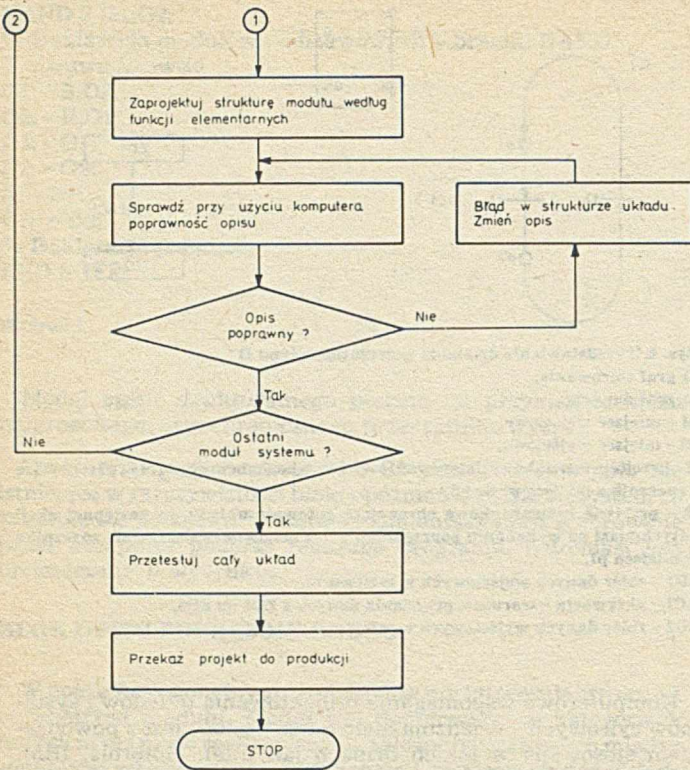 2
1
Zaprojektuj strukturę modułu według
funkcji elementarnych
Sprawdź przy użyciu komputera
poprawność opisu
Błąd w strukturze układu.
Zmień opis
Opis
poprawny ?
Nie
Tak
Ostatni
moduł systemu ?
Nie
Tak
Przetestuj cały układ
Przekaż projekt do produkcji
STOP